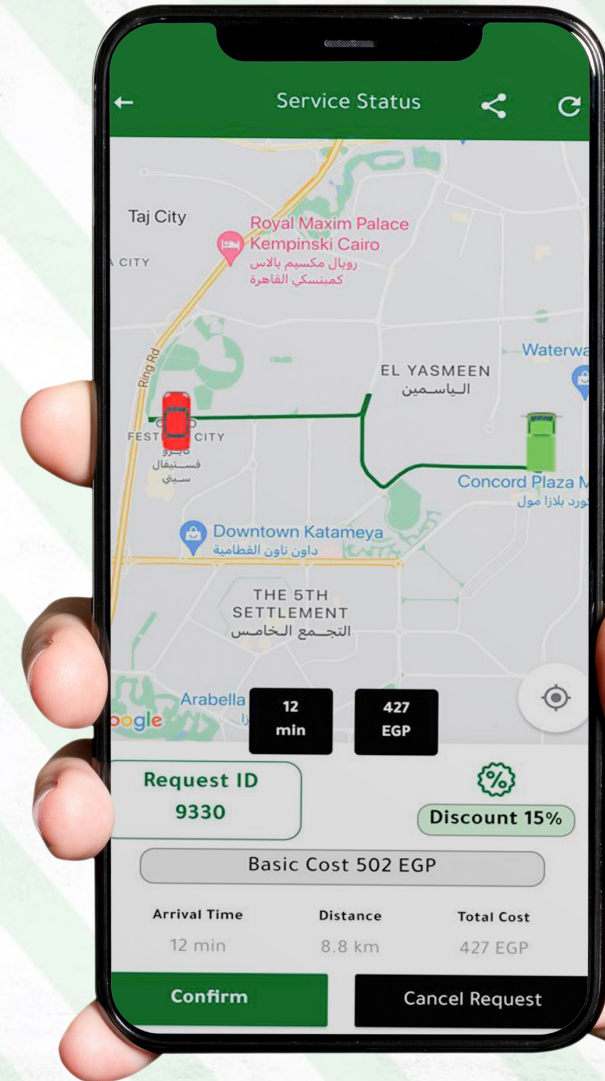 Service Status
Taj City
Royal Maxim Palace
Kempinski Cairo
رويال مكسيم بالاس
كمبنسكي القاهرة
CITY
Ring Rd
EL YASMEEN
الياسمين
Waterwa
CITY
فستيفال
سيتي
Concord Plaza M
كورد بلازا مول
Downtown Katameya
داون تاون القطامية
THE 5TH
SETTLEMENT
التجمع الخامس
Arabella
12
min
427
EGP
oogle
Request ID
9330
Discount 15%
Basic Cost 502 EGP
Arrival Time
Distance
Total Cost
12 min
8.8 km
427 EGP
Confirm
Cancel Request